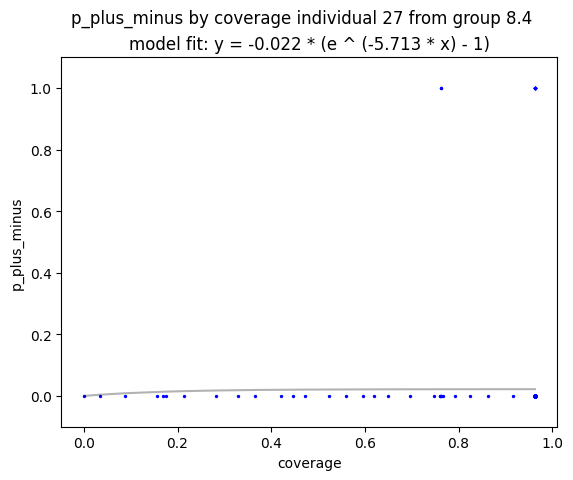 p_plus_minus by coverage individual 27 from group 8.4
model fit: y = -0.022 * (e ^ (-5.713 * x) - 1)
1.0
0.8
0.6
0.4
0.2
0.0
p_plus_minus
0.0 0.2 0.4 0.6 0.8 1.0
coverage